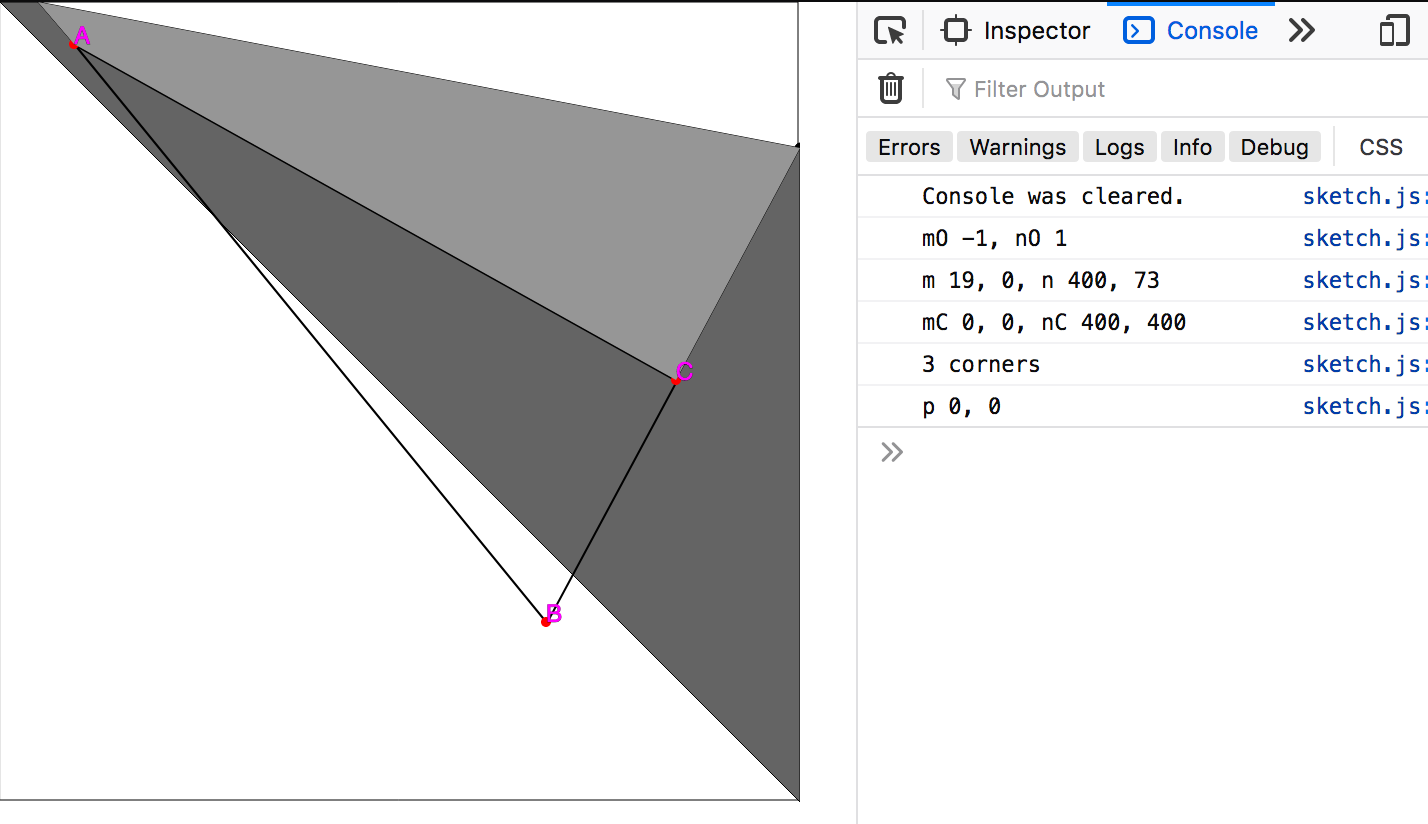 A
C
B
Inspector
Console
Filter Output
Errors Warnings Logs Info Debug CSS
Console was cleared. sketch.js:
mO -1, nO 1 sketch.js:
m 19, 0, n 400, 73 sketch.js:
mC 0, 0, nC 400, 400 sketch.js:
3 corners sketch.js:
p 0, 0 sketch.js: